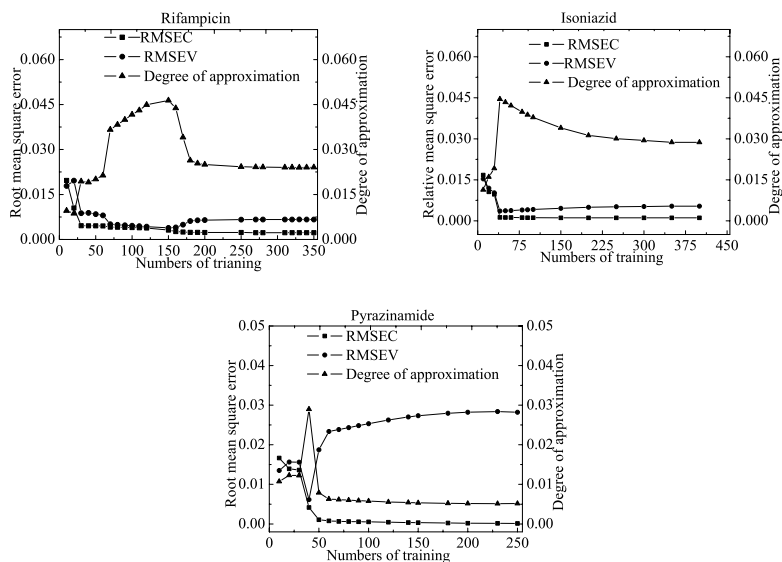 Rifampicin
RMSEC
RMSEV
Degree of approximation
0.060
0.045
0.030
0.015
0.000
0.060
0.045
0.030
0.015
0.000
0 50 100 150 200 250 300 350
Root mean square error
Degree of approximation
Numbers of trianing
Isoniazid
RMSEC
RMSEV
Degree of approximation
0.060
0.045
0.030
0.015
0.000
0.060
0.045
0.030
0.015
0.000
0 75 150 225 300 375 450
Relative mean square error
Degree of approximation
Numbers of training
Pyrazinamide
RMSEC
RMSEV
Degree of approximation
0.05
0.04
0.03
0.02
0.01
0.00
0.05
0.04
0.03
0.02
0.01
0.00
0 50 100 150 200 250
Root mean square error
Degree of approximation
Numbers of training